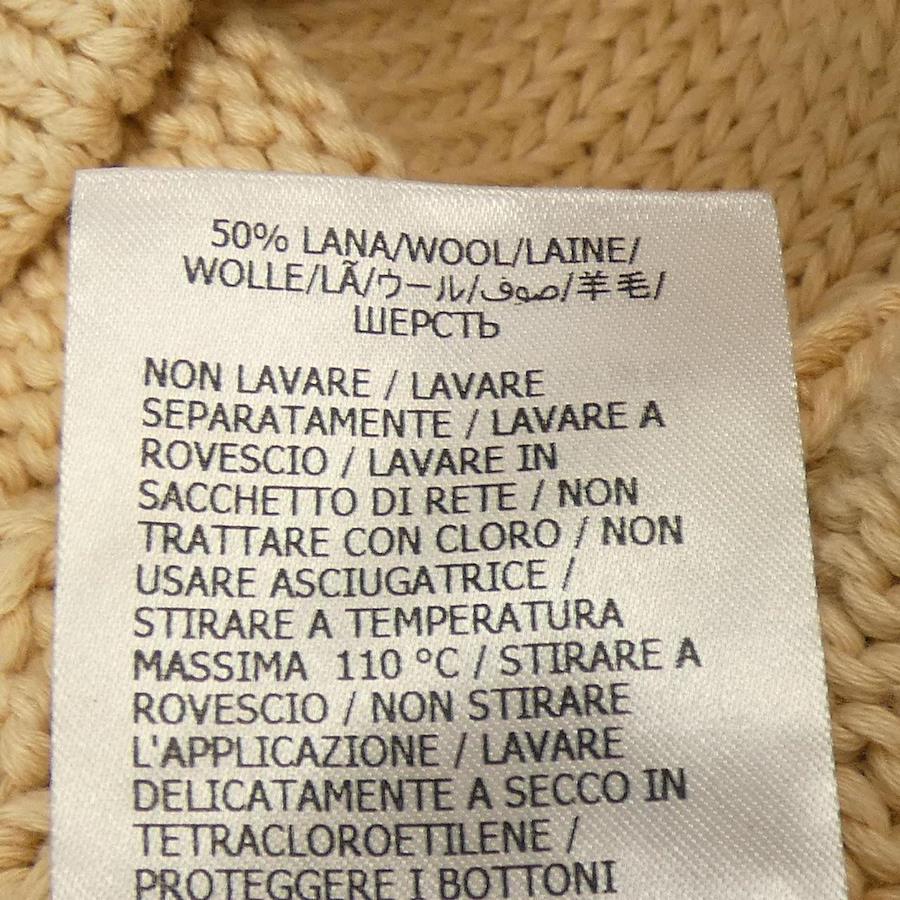 50% LANA/WOOL/LAINE/
WOLLE/LÃ/ウール/صوف/羊毛/
ШЕРСТЬ
NON LAVARE / LAVARE
SEPARATAMENTE / LAVARE A
ROVESCIO / LAVARE IN
SACCHETTO DI RETE / NON
TRATTARE CON CLORO / NON
USARE ASCIUGATRICE /
STIRARE A TEMPERATURA
MASSIMA 110 °C / STIRARE A
ROVESCIO / NON STIRARE
L'APPLICAZIONE / LAVARE
DELICATAMENTE A SECCO IN
TETRACLOROETILENE /
PROTEGGERE I BOTTONI